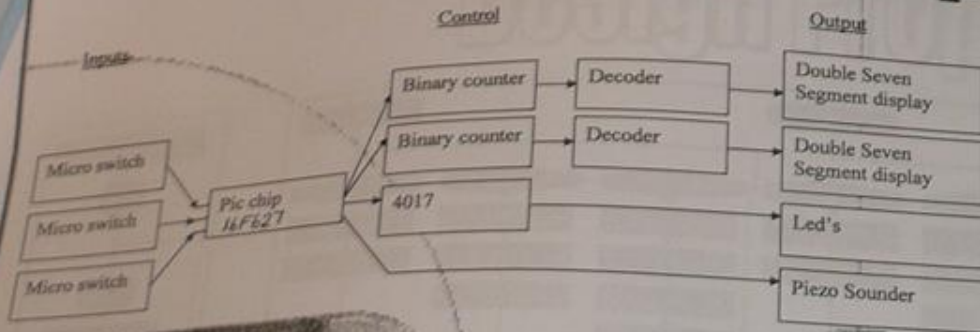 Control
Output
Inputs
Binary counter
Decoder
Double Seven
Segment display
Binary counter
Decoder
Double Seven
Segment display
Micro switch
Micro switch
Micro switch
Pic chip
16F627
4017
Led's
Piezo Sounder